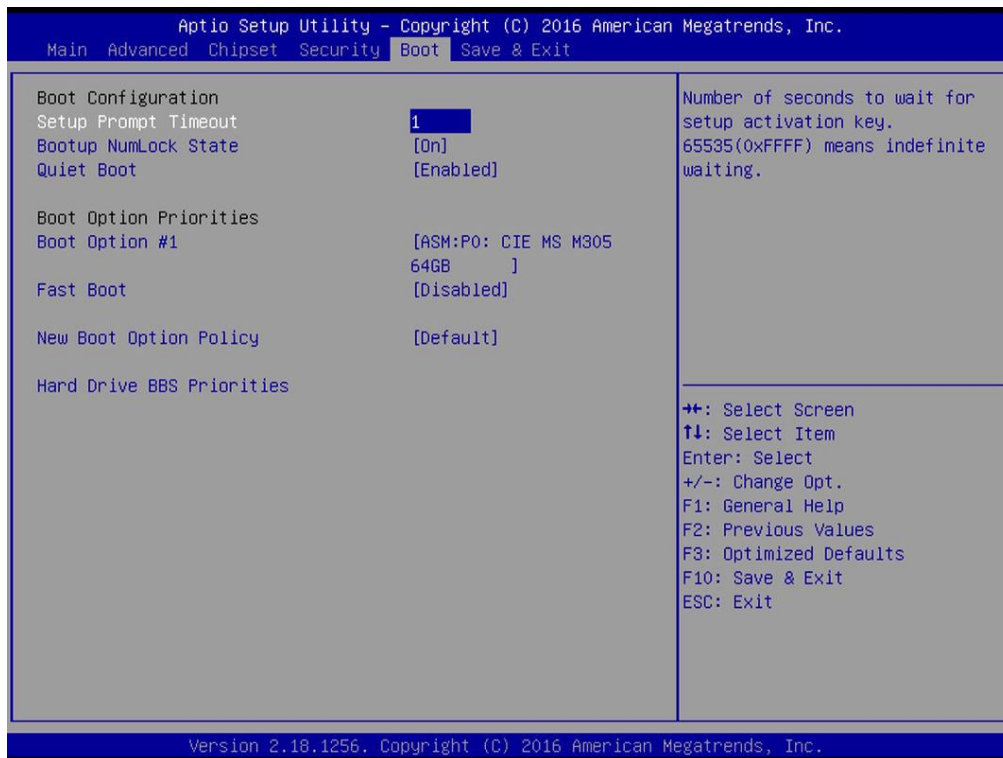 Aptio Setup Utility – Copyright (C) 2016 American Megatrends, Inc.
Main Advanced Chipset Security Boot Save & Exit
Boot Configuration
Setup Prompt Timeout 1
Bootup NumLock State [On]
Quiet Boot [Enabled]
Boot Option Priorities
Boot Option #1 [ASM:P0: CIE MS M305
64GB ]
Fast Boot [Disabled]
New Boot Option Policy [Default]
Hard Drive BBS Priorities
Number of seconds to wait for
setup activation key.
65535(0xFFFF) means indefinite
waiting.
→←: Select Screen
↑↓: Select Item
Enter: Select
+/-: Change Opt.
F1: General Help
F2: Previous Values
F3: Optimized Defaults
F10: Save & Exit
ESC: Exit
Version 2.18.1256. Copyright (C) 2016 American Megatrends, Inc.